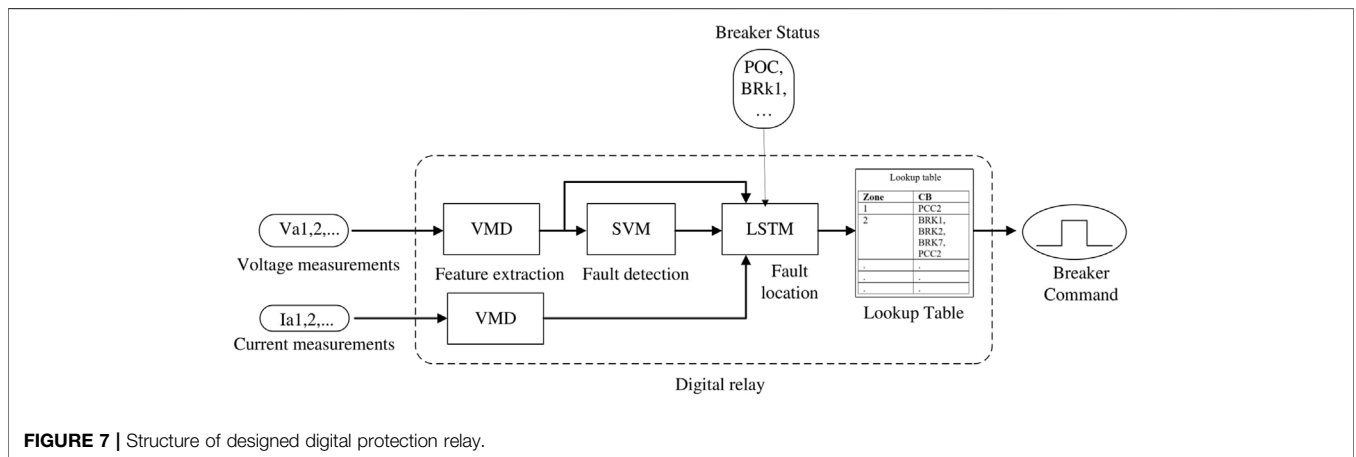 Breaker Status
POC,
BRk1,
...
Va1,2,...
Voltage measurements
Ia1,2,...
Current measurements
VMD
Feature extraction
SVM
Fault detection
LSTM
Fault
location
VMD
Lookup table
Zone CB
1 PCC2
2 BRK1,
BRK2,
BRK7,
PCC2
. .
. .
. .
Lookup Table
Breaker
Command
Digital relay
FIGURE 7 | Structure of designed digital protection relay.